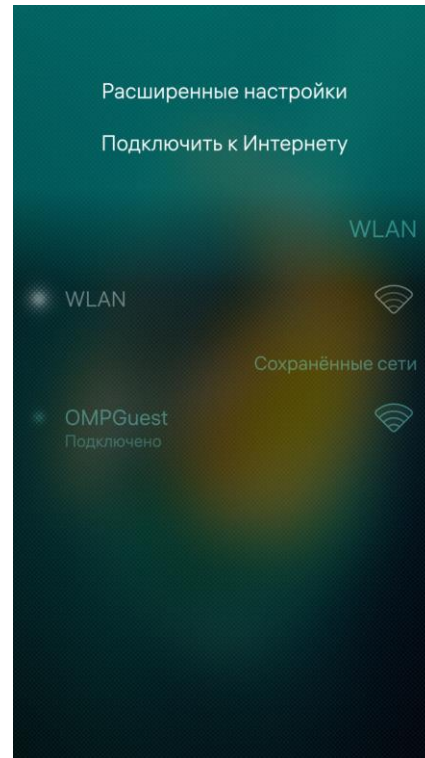 Расширенные настройки
Подключить к Интернету
WLAN
WLAN
Сохранённые сети
OMPGuest
Подключено